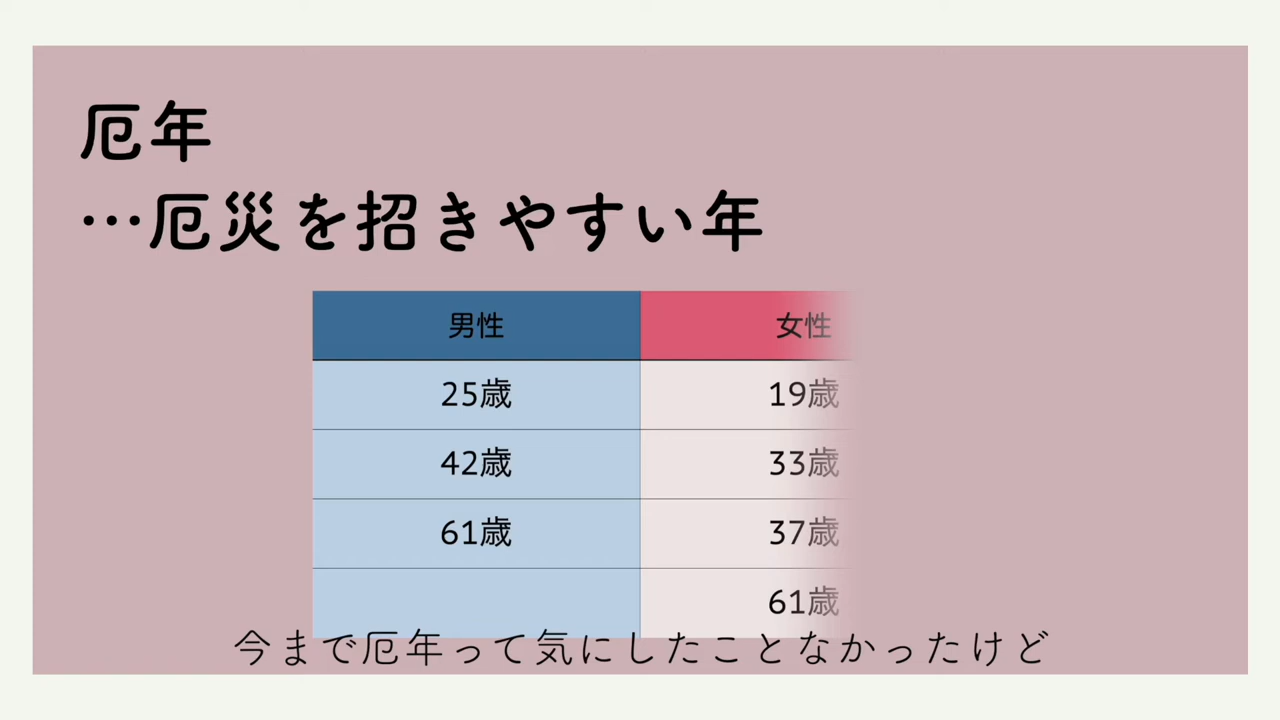 厄年
…厄災を招きやすい年
男性 女性
25歳 19歳
42歳 33歳
61歳 37歳
61歳
今まで厄年って気にしたことなかったけど